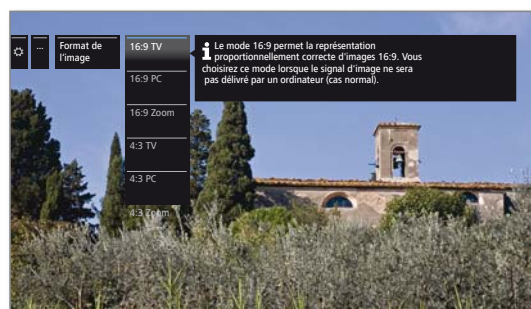 ...
Format de
l'image
16:9 TV
16:9 PC
16:9 Zoom
4:3 TV
4:3 PC
4:3 Zoom
Le mode 16:9 permet la représentation
proportionnellement correcte d'images 16:9. Vous
choisirez ce mode lorsque le signal d'image ne sera
pas délivré par un ordinateur (cas normal).